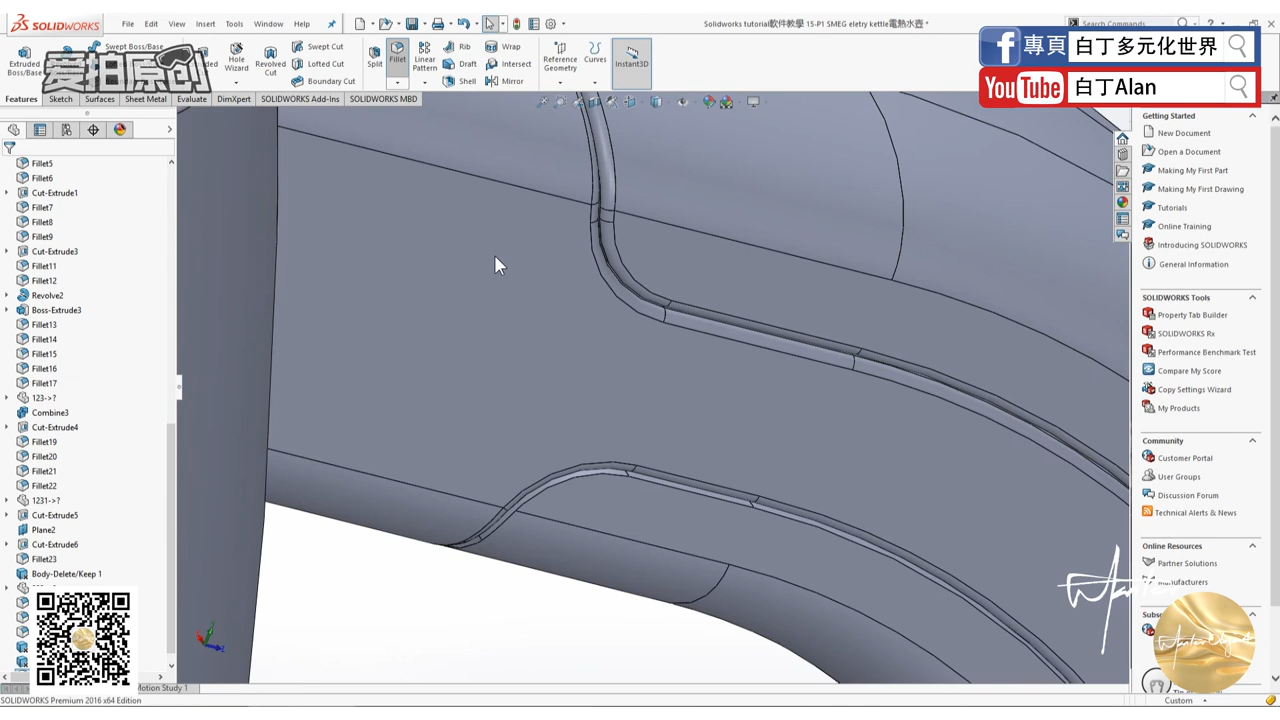 SOLIDWORKS
File Edit View Insert Tools Window Help
Solidworks tutorial軟件教學 15-P1 SMEG eletry kettle電熱水壺 *
Search Commands
專頁 白丁多元化世界
YouTube 白丁Alan
爱拍原创
Extruded Boss/Base
Swept Boss/Base
Hole Wizard
Revolved Cut
Swept Cut
Lofted Cut
Boundary Cut
Split
Fillet
Linear Pattern
Rib
Draft
Shell
Wrap
Intersect
Mirror
Reference Geometry
Curves
Instant3D
Features Sketch Surfaces Sheet Metal Evaluate DimXpert SOLIDWORKS Add-Ins SOLIDWORKS MBD
Fillet5
Fillet6
Cut-Extrude1
Fillet7
Fillet8
Fillet9
Cut-Extrude3
Fillet11
Fillet12
Revolve2
Boss-Extrude3
Fillet13
Fillet14
Fillet15
Fillet16
Fillet17
123->?
Combine3
Cut-Extrude4
Fillet19
Fillet20
Fillet21
Fillet22
1231->?
Cut-Extrude5
Plane2
Cut-Extrude6
Fillet23
Body-Delete/Keep 1
Motion Study 1
SOLIDWORKS Premium 2016 x64 Edition
Getting Started
New Document
Open a Document
Making My First Part
Making My First Drawing
Tutorials
Online Training
Introducing SOLIDWORKS
General Information
SOLIDWORKS Tools
Property Tab Builder
SOLIDWORKS Rx
Performance Benchmark Test
Compare My Score
Copy Settings Wizard
My Products
Community
Customer Portal
User Groups
Discussion Forum
Technical Alerts & News
Online Resources
Partner Solutions
Manufacturers
Custom